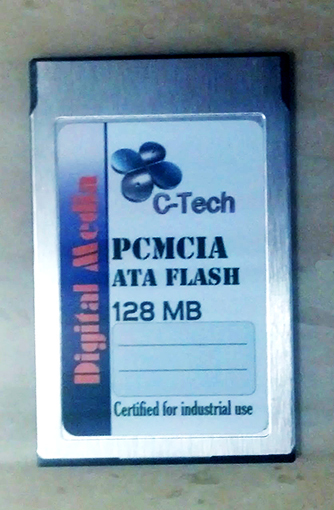 Digital Media
C-Tech
PCMCIA
ATA FLASH
128 MB
Certified for industrial use